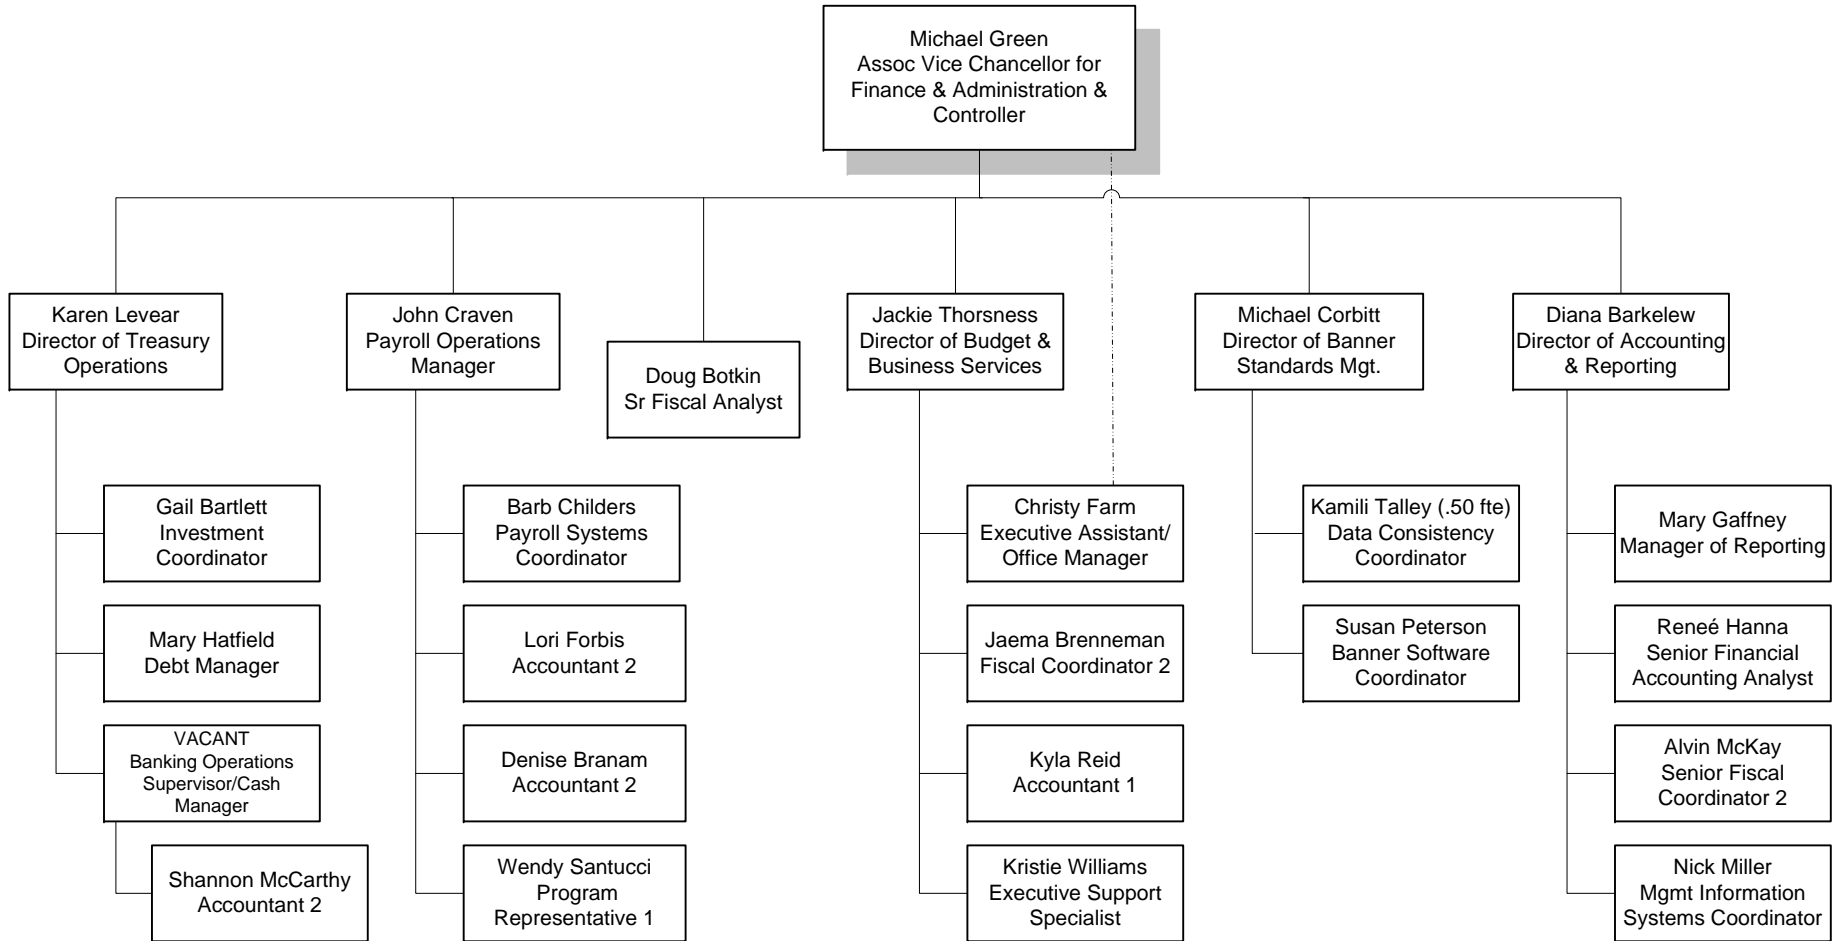 Michael Green
Assoc Vice Chancellor for
Finance & Administration &
Controller
Karen Levear
Director of Treasury
Operations
John Craven
Payroll Operations
Manager
Doug Botkin
Sr Fiscal Analyst
Jackie Thorsness
Director of Budget &
Business Services
Michael Corbitt
Director of Banner
Standards Mgt.
Diana Barkelew
Director of Accounting
& Reporting
Gail Bartlett
Investment
Coordinator
Mary Hatfield
Debt Manager
VACANT
Banking Operations
Supervisor/Cash
Manager
Shannon McCarthy
Accountant 2
Barb Childers
Payroll Systems
Coordinator
Lori Forbis
Accountant 2
Denise Branam
Accountant 2
Wendy Santucci
Program
Representative 1
Christy Farm
Executive Assistant/
Office Manager
Jaema Brenneman
Fiscal Coordinator 2
Kyla Reid
Accountant 1
Kristie Williams
Executive Support
Specialist
Kamili Talley (.50 fte)
Data Consistency
Coordinator
Susan Peterson
Banner Software
Coordinator
Mary Gaffney
Manager of Reporting
Reneé Hanna
Senior Financial
Accounting Analyst
Alvin McKay
Senior Fiscal
Coordinator 2
Nick Miller
Mgmt Information
Systems Coordinator